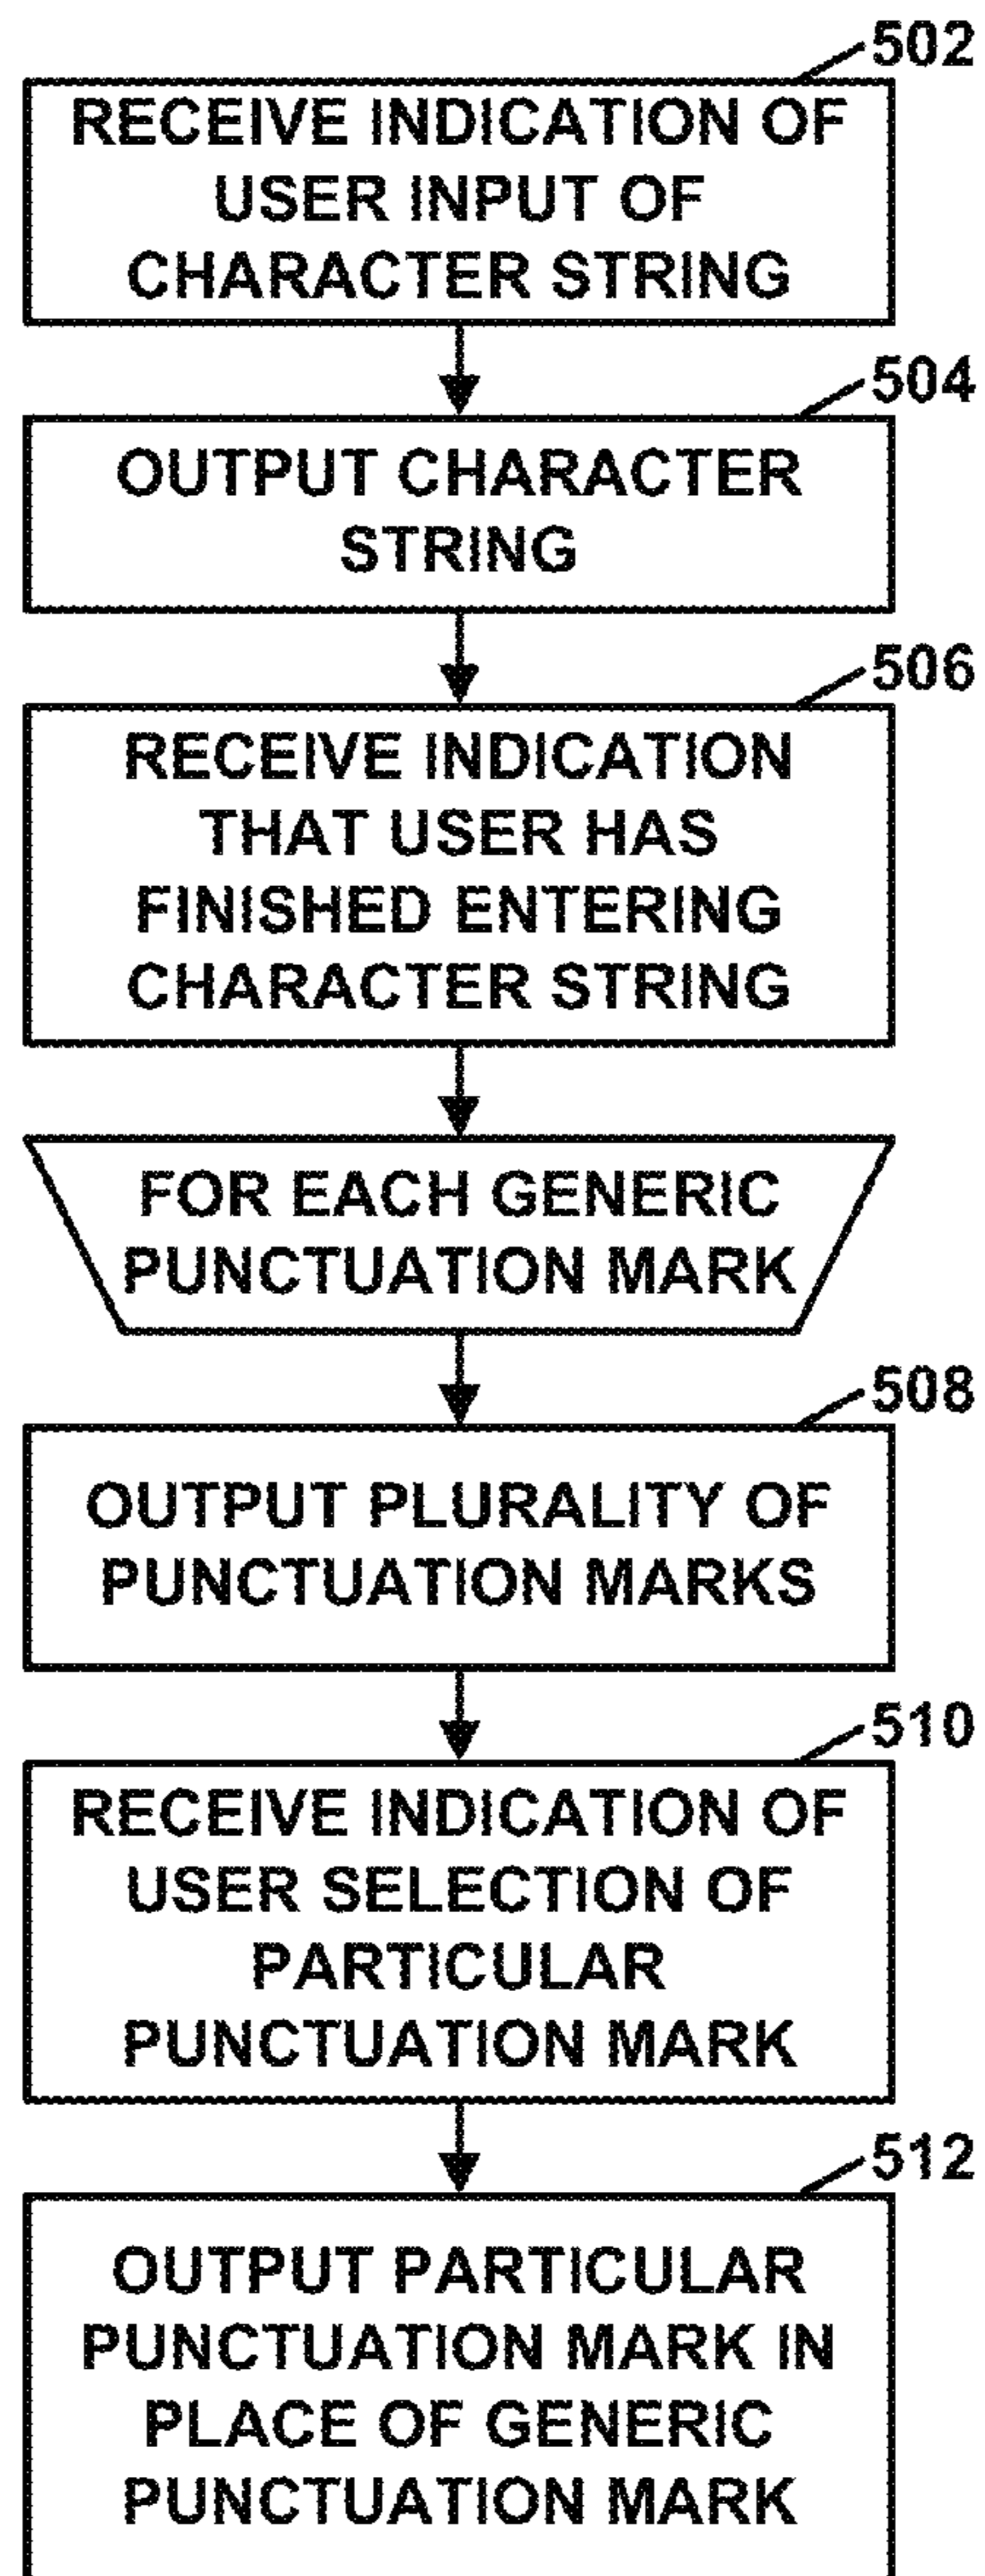 502
RECEIVE INDICATION OF
USER INPUT OF
CHARACTER STRING
504
OUTPUT CHARACTER
STRING
506
RECEIVE INDICATION
THAT USER HAS
FINISHED ENTERING
CHARACTER STRING
FOR EACH GENERIC
PUNCTUATION MARK
508
OUTPUT PLURALITY OF
PUNCTUATION MARKS
510
RECEIVE INDICATION OF
USER SELECTION OF
PARTICULAR
PUNCTUATION MARK
512
OUTPUT PARTICULAR
PUNCTUATION MARK IN
PLACE OF GENERIC
PUNCTUATION MARK